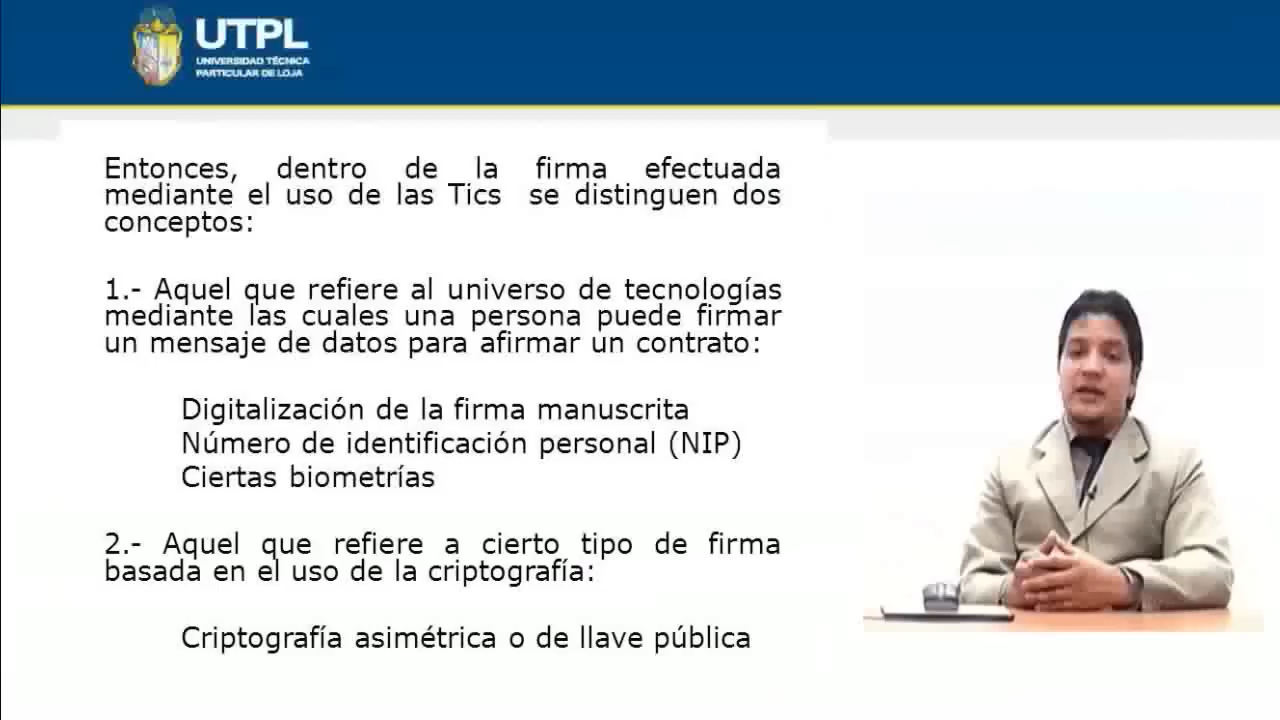 UTPL
UNIVERSIDAD TÉCNICA
PARTICULAR DE LOJA
Entonces, dentro de la firma efectuada
mediante el uso de las Tics se distinguen dos
conceptos:
1.- Aquel que refiere al universo de tecnologías
mediante las cuales una persona puede firmar
un mensaje de datos para afirmar un contrato:
Digitalización de la firma manuscrita
Número de identificación personal (NIP)
Ciertas biometrías
2.- Aquel que refiere a cierto tipo de firma
basada en el uso de la criptografía:
Criptografía asimétrica o de llave pública